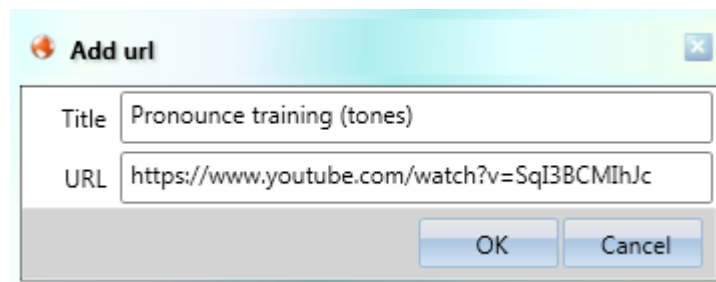 Add url
Title Pronounce training (tones)
URL https://www.youtube.com/watch?v=SqI3BCMIhJc
OK Cancel